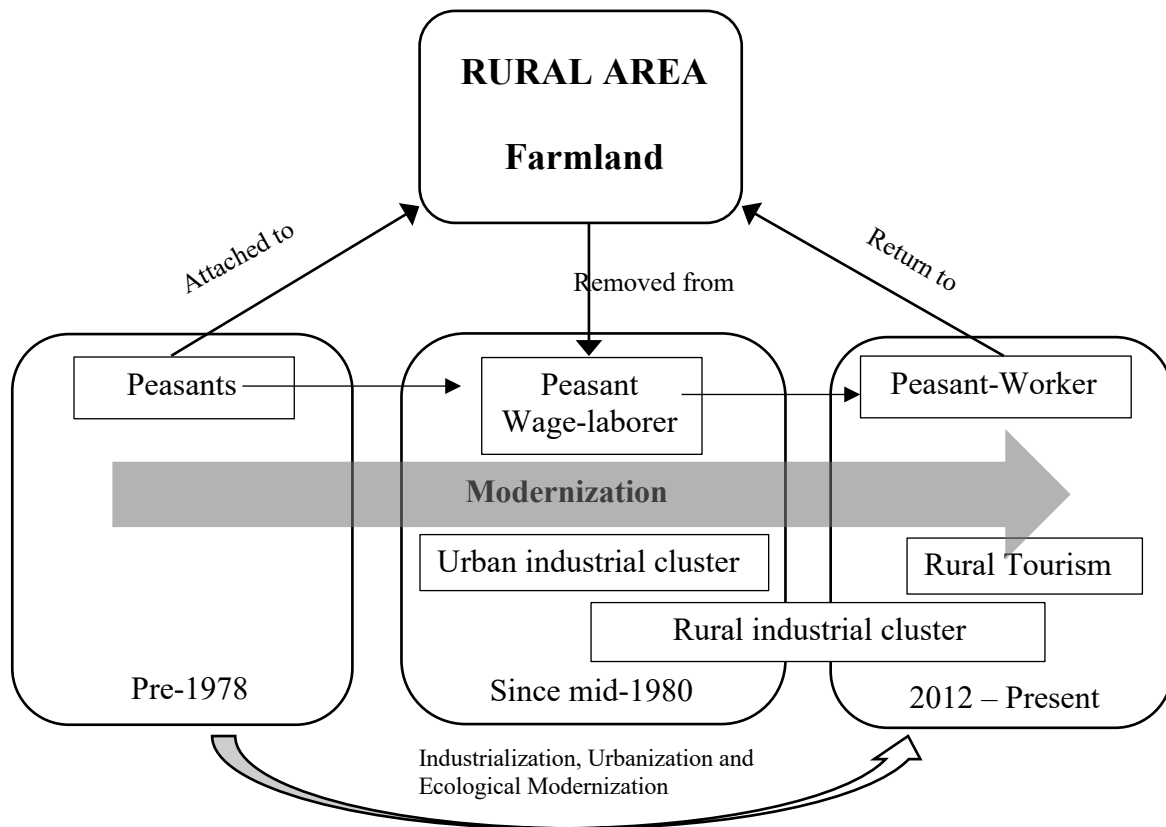 RURAL AREA
Farmland
Attached to
Removed from
Return to
Peasants
Peasant
Wage-laborer
Peasant-Worker
Modernization
Urban industrial cluster
Rural Tourism
Rural industrial cluster
Pre-1978
Since mid-1980
2012 – Present
Industrialization, Urbanization and
Ecological Modernization